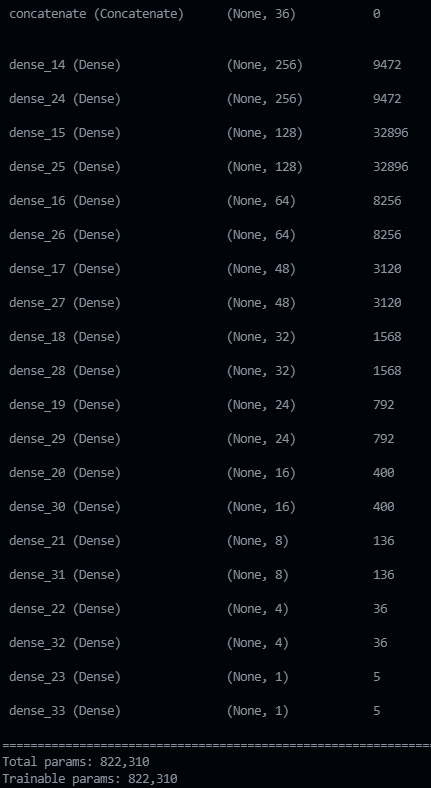 concatenate (Concatenate) (None, 36) 0
dense_14 (Dense) (None, 256) 9472
dense_24 (Dense) (None, 256) 9472
dense_15 (Dense) (None, 128) 32896
dense_25 (Dense) (None, 128) 32896
dense_16 (Dense) (None, 64) 8256
dense_26 (Dense) (None, 64) 8256
dense_17 (Dense) (None, 48) 3120
dense_27 (Dense) (None, 48) 3120
dense_18 (Dense) (None, 32) 1568
dense_28 (Dense) (None, 32) 1568
dense_19 (Dense) (None, 24) 792
dense_29 (Dense) (None, 24) 792
dense_20 (Dense) (None, 16) 400
dense_30 (Dense) (None, 16) 400
dense_21 (Dense) (None, 8) 136
dense_31 (Dense) (None, 8) 136
dense_22 (Dense) (None, 4) 36
dense_32 (Dense) (None, 4) 36
dense_23 (Dense) (None, 1) 5
dense_33 (Dense) (None, 1) 5
=============================================================
Total params: 822,310
Trainable params: 822,310